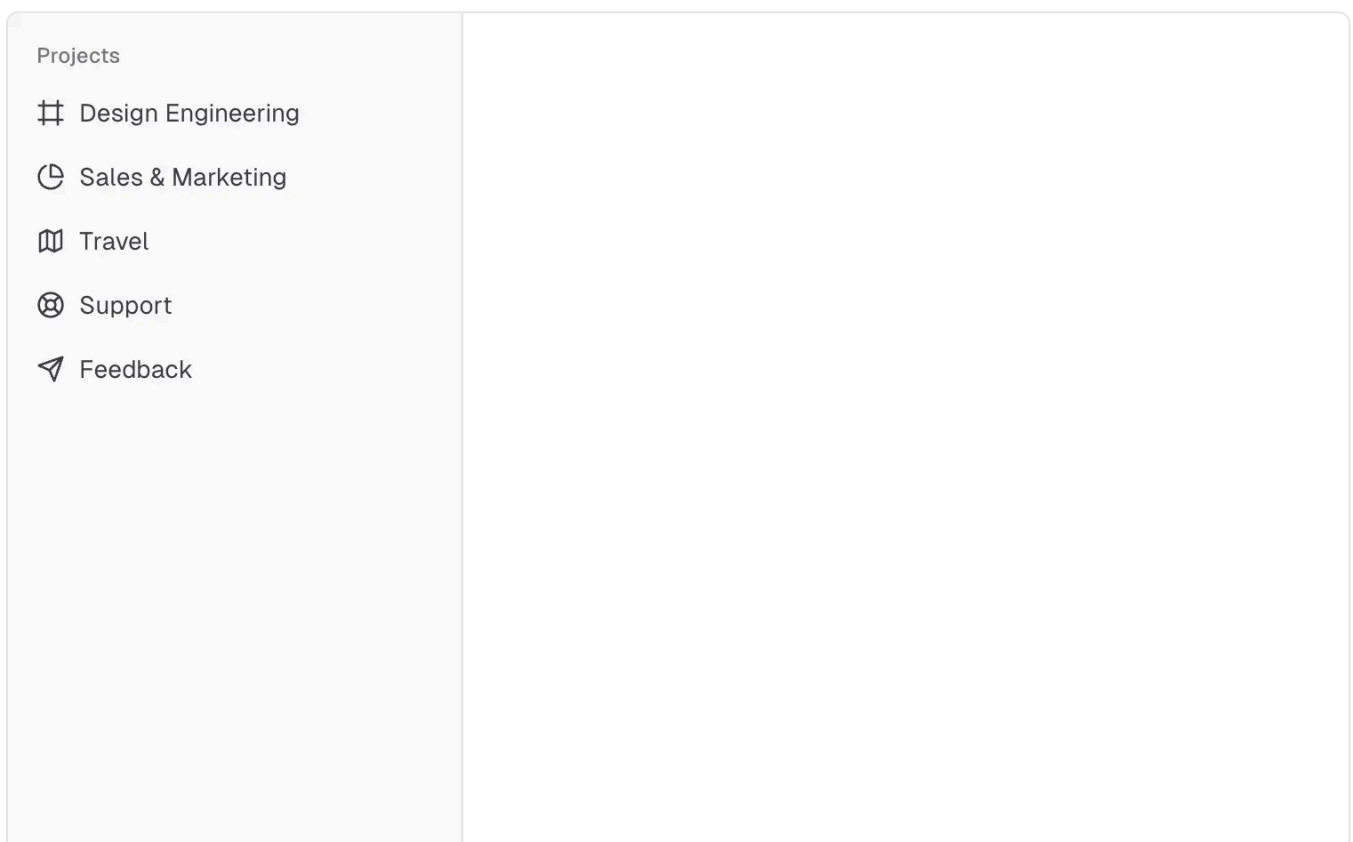 Projects
Design Engineering
Sales & Marketing
Travel
Support
Feedback